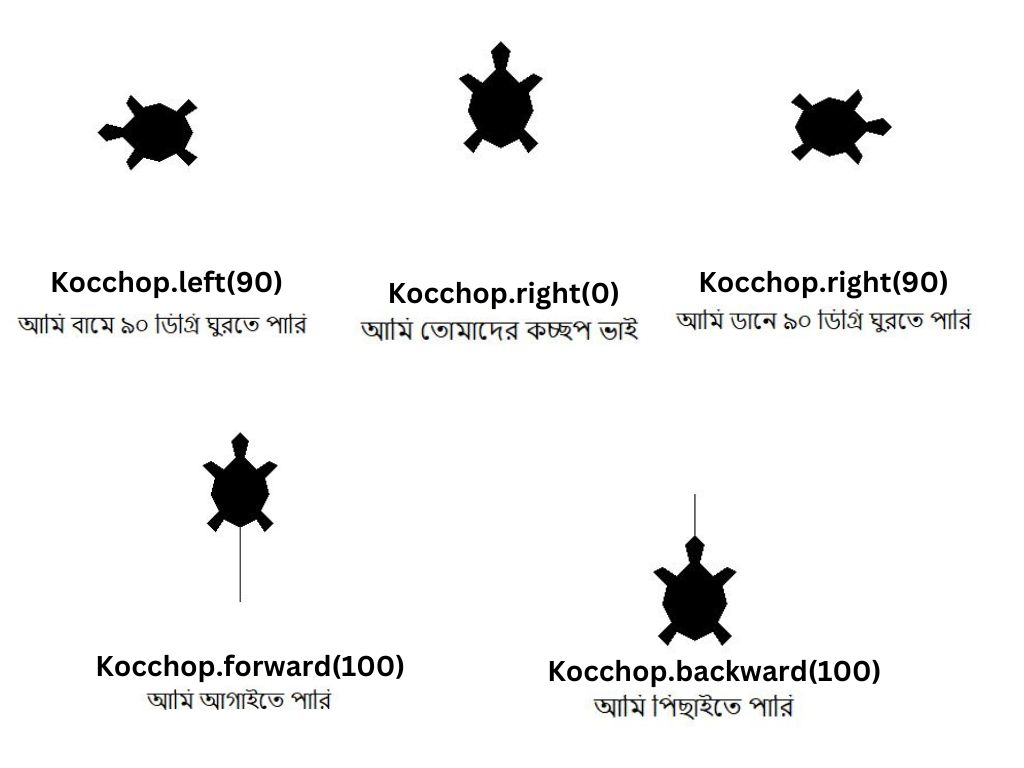 Kocchop.left(90)
আমি বামে ৯০ ডিগ্রি ঘুরতে পারি
Kocchop.right(0)
আমি তোমাদের কচ্ছপ ভাই
Kocchop.right(90)
আমি ডানে ৯০ ডিগ্রি ঘুরতে পারি
Kocchop.forward(100)
আমি আগাইতে পারি
Kocchop.backward(100)
আমি পিছাইতে পারি